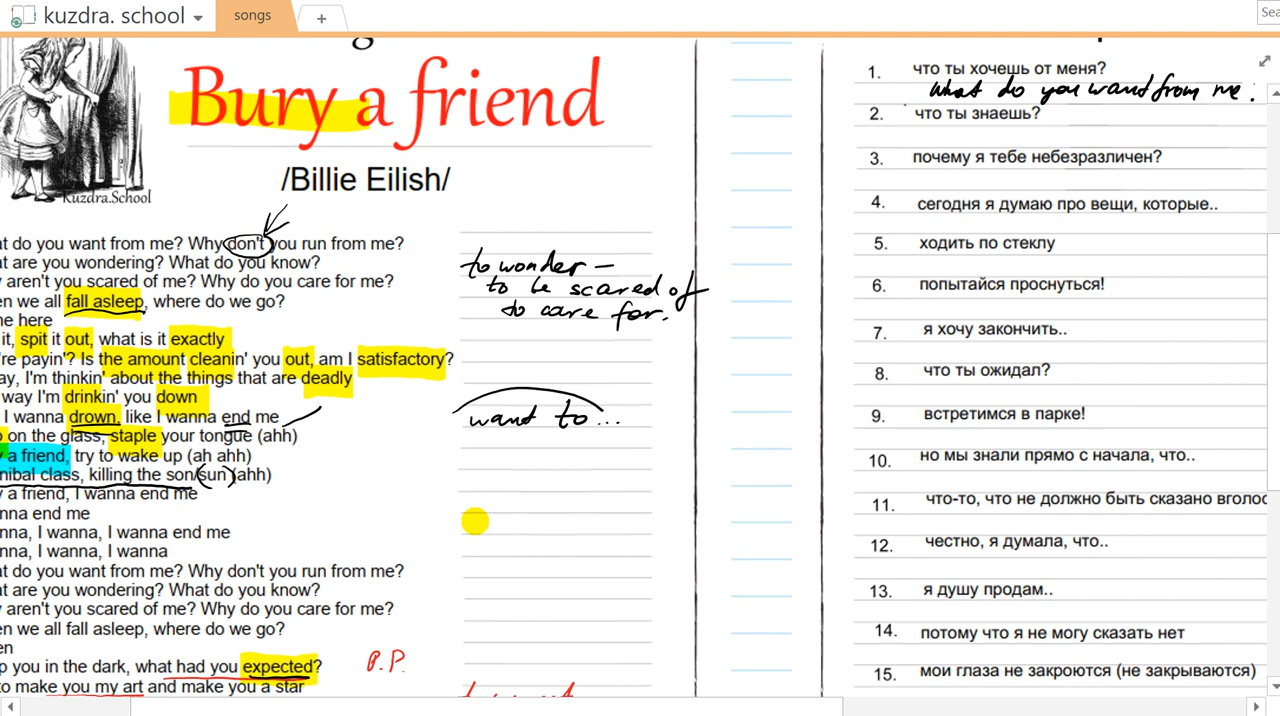 kuzdra. school
songs
Sea
Bury a friend
/Billie Eilish/
Kuzdra.School
at do you want from me? Why don't you run from me?
at are you wondering? What do you know?
y aren't you scared of me? Why do you care for me?
en we all fall asleep, where do we go?
me here
it, spit it out, what is it exactly
're payin'? Is the amount cleanin' you out, am I satisfactory?
ay, I'm thinkin' about the things that are deadly
way I'm drinkin' you down
I wanna drown, like I wanna end me
on the glass, staple your tongue (ahh)
a friend, try to wake up (ah ahh)
nibal class, killing the son/(sun) (ahh)
y a friend, I wanna end me
nna end me
nna, I wanna, I wanna end me
nna, I wanna, I wanna
at do you want from me? Why don't you run from me?
at are you wondering? What do you know?
y aren't you scared of me? Why do you care for me?
en we all fall asleep, where do we go?
en
p you in the dark, what had you expected?
P.P.
to make you my art and make you a star
to wonder –
to be scared of
to care for.
want to...
1. что ты хочешь от меня?
What do you want from me.
2. что ты знаешь?
3. почему я тебе небезразличен?
4. сегодня я думаю про вещи, которые..
5. ходить по стеклу
6. попытайся проснуться!
7. я хочу закончить..
8. что ты ожидал?
9. встретимся в парке!
10. но мы знали прямо с начала, что..
11. что-то, что не должно быть сказано вголос
12. честно, я думала, что..
13. я душу продам..
14. потому что я не могу сказать нет
15. мои глаза не закроются (не закрываются)